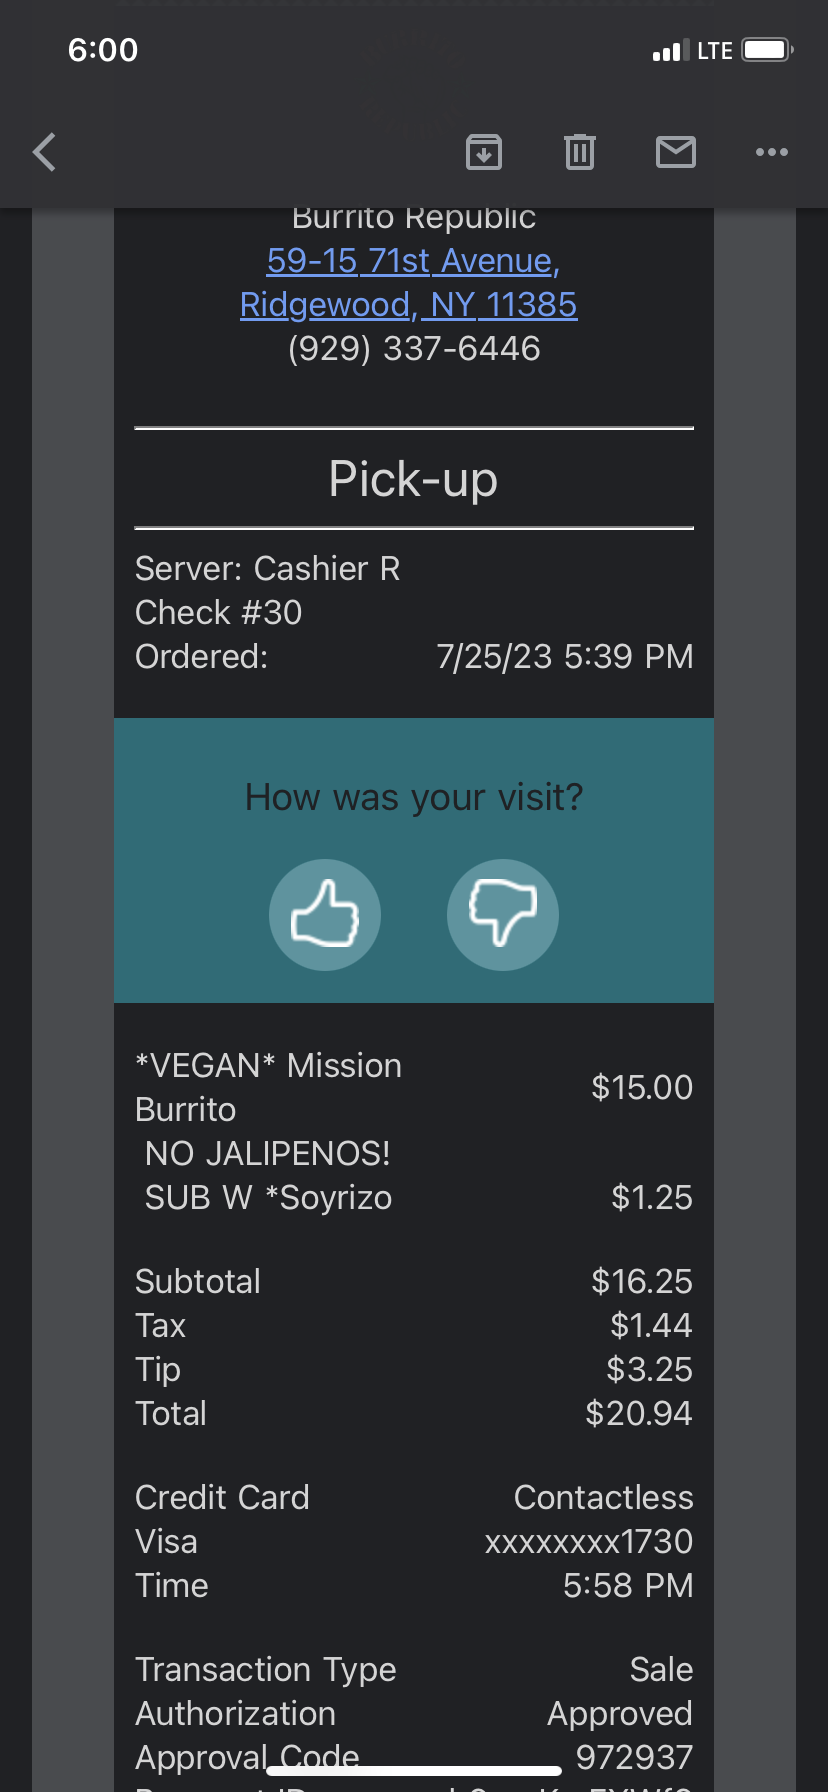 6:00
LTE
Burrito Republic
59-15 71st Avenue,
Ridgewood, NY 11385
(929) 337-6446
Pick-up
Server: Cashier R
Check #30
Ordered: 7/25/23 5:39 PM
How was your visit?
*VEGAN* Mission
Burrito $15.00
NO JALIPENOS!
SUB W *Soyrizo $1.25
Subtotal $16.25
Tax $1.44
Tip $3.25
Total $20.94
Credit Card Contactless
Visa xxxxxxxx1730
Time 5:58 PM
Transaction Type Sale
Authorization Approved
Approval Code 972937